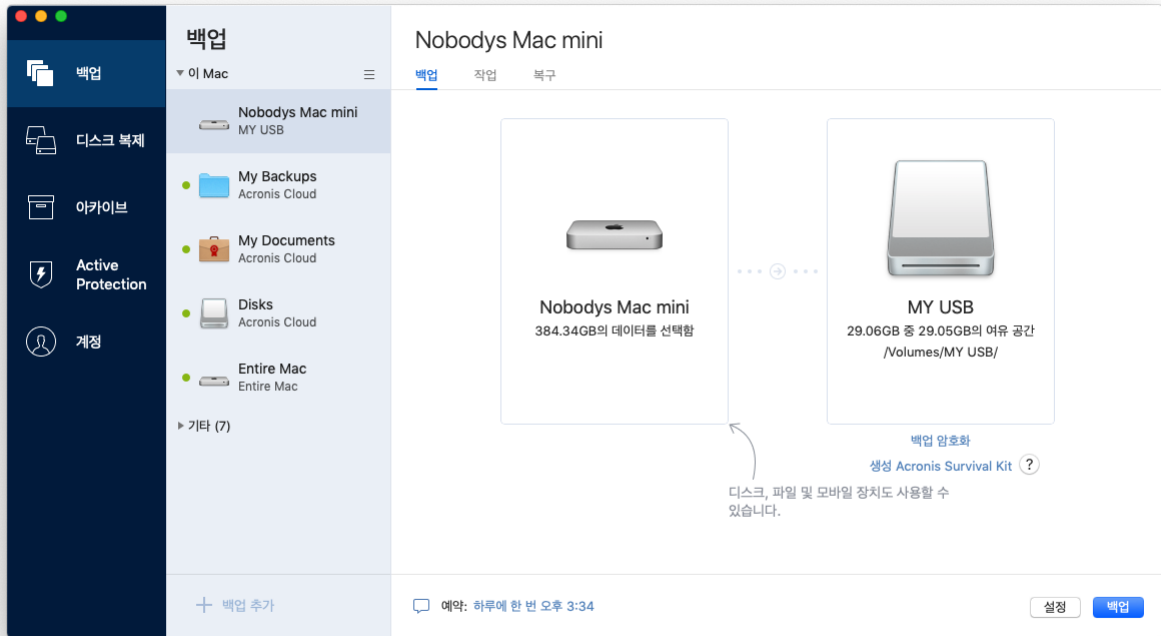 백업
디스크 복제
아카이브
Active
Protection
계정
백업
이 Mac
Nobodys Mac mini
MY USB
My Backups
Acronis Cloud
My Documents
Acronis Cloud
Disks
Acronis Cloud
Entire Mac
Entire Mac
기타 (7)
백업 추가
Nobodys Mac mini
백업 작업 복구
Nobodys Mac mini
384.34GB의 데이터를 선택함
MY USB
29.06GB 중 29.05GB의 여유 공간
/Volumes/MY USB/
백업 암호화
생성 Acronis Survival Kit ?
디스크, 파일 및 모바일 장치도 사용할 수
있습니다.
예약: 하루에 한 번 오후 3:34
설정 백업